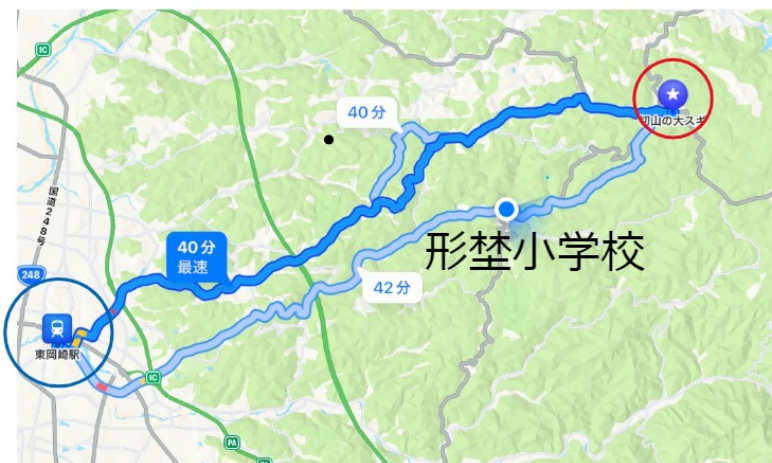 IC
40分
切山の大スギ
国道248号
40分
最速
形埜小学校
248
42分
東岡崎駅
IC
PA
PA